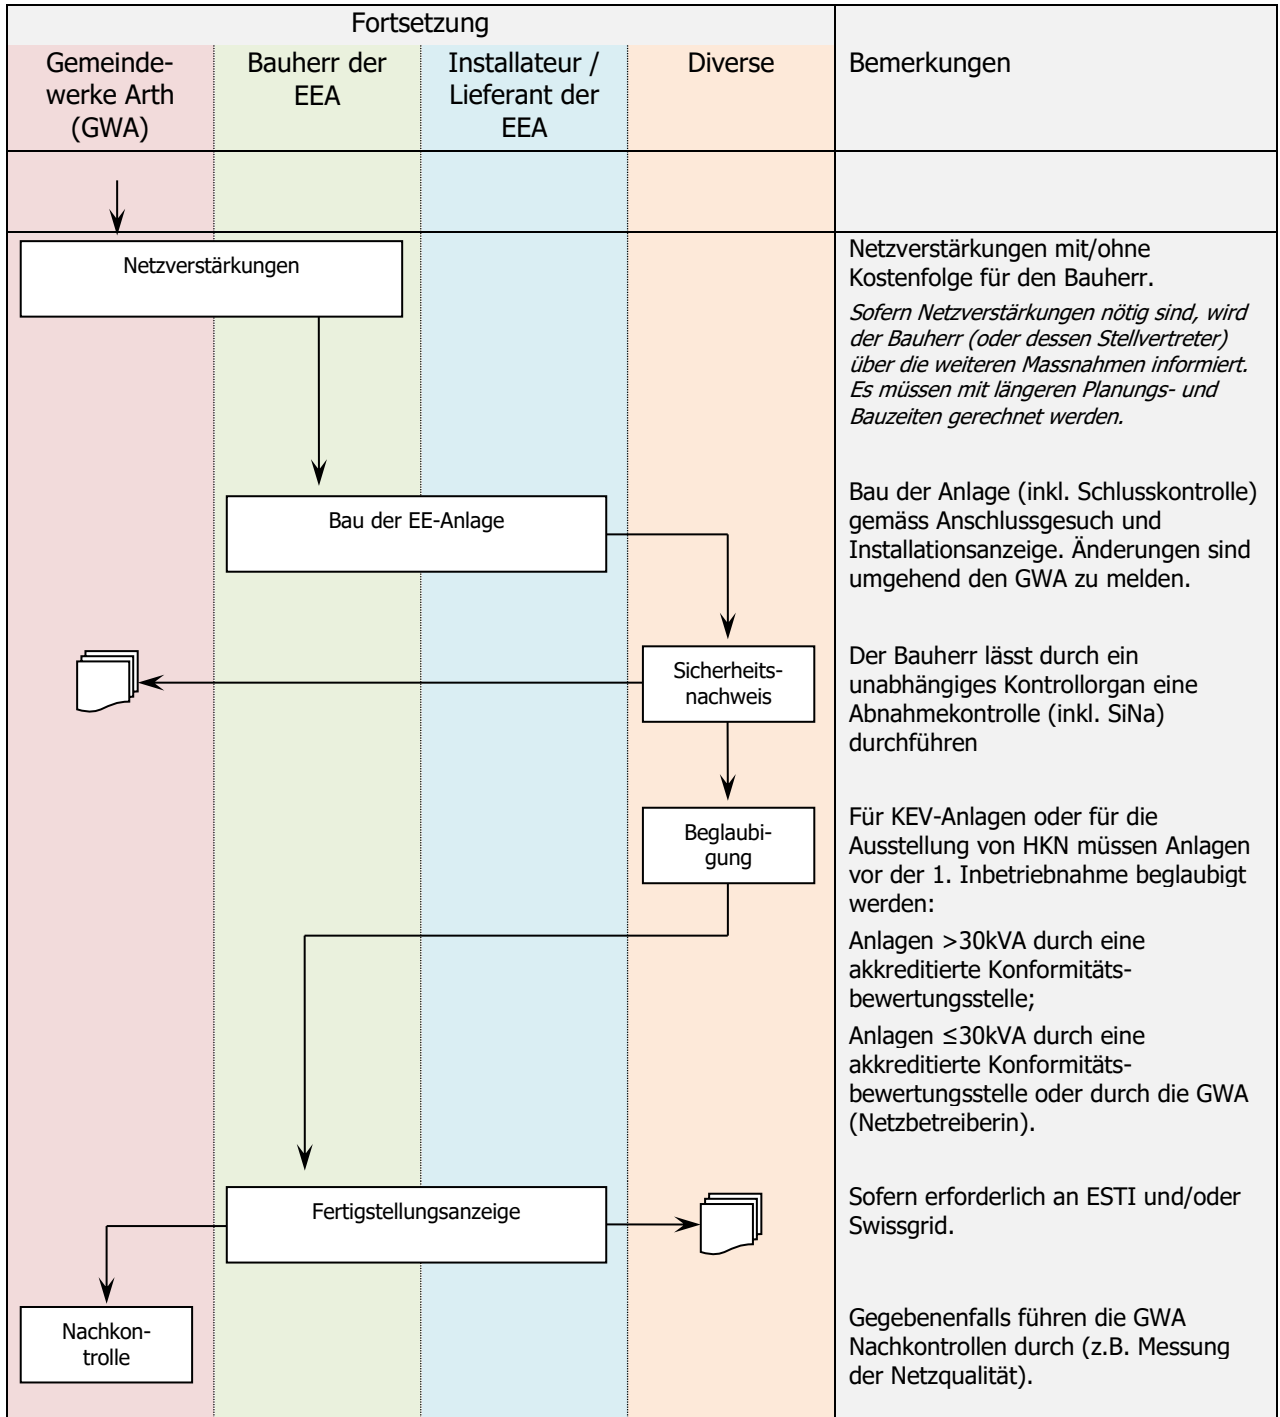 Fortsetzung
Gemeinde-
werke Arth
(GWA)
Bauherr der
EEA
Installateur /
Lieferant der
EEA
Diverse
Bemerkungen
Netzverstärkungen
Netzverstärkungen mit/ohne
Kostenfolge für den Bauherr.
Sofern Netzverstärkungen nötig sind, wird
der Bauherr (oder dessen Stellvertreter)
über die weiteren Massnahmen informiert.
Es müssen mit längeren Planungs- und
Bauzeiten gerechnet werden.
Bau der EE-Anlage
Bau der Anlage (inkl. Schlusskontrolle)
gemäss Anschlussgesuch und
Installationsanzeige. Änderungen sind
umgehend den GWA zu melden.
Sicherheits-
nachweis
Der Bauherr lässt durch ein
unabhängiges Kontrollorgan eine
Abnahmekontrolle (inkl. SiNa)
durchführen
Beglaubi-
gung
Für KEV-Anlagen oder für die
Ausstellung von HKN müssen Anlagen
vor der 1. Inbetriebnahme beglaubigt
werden:
Anlagen >30kVA durch eine
akkreditierte Konformitäts-
bewertungsstelle;
Anlagen ≤30kVA durch eine
akkreditierte Konformitäts-
bewertungsstelle oder durch die GWA
(Netzbetreiberin).
Fertigstellungsanzeige
Sofern erforderlich an ESTI und/oder
Swissgrid.
Nachkon-
trolle
Gegebenenfalls führen die GWA
Nachkontrollen durch (z.B. Messung
der Netzqualität).